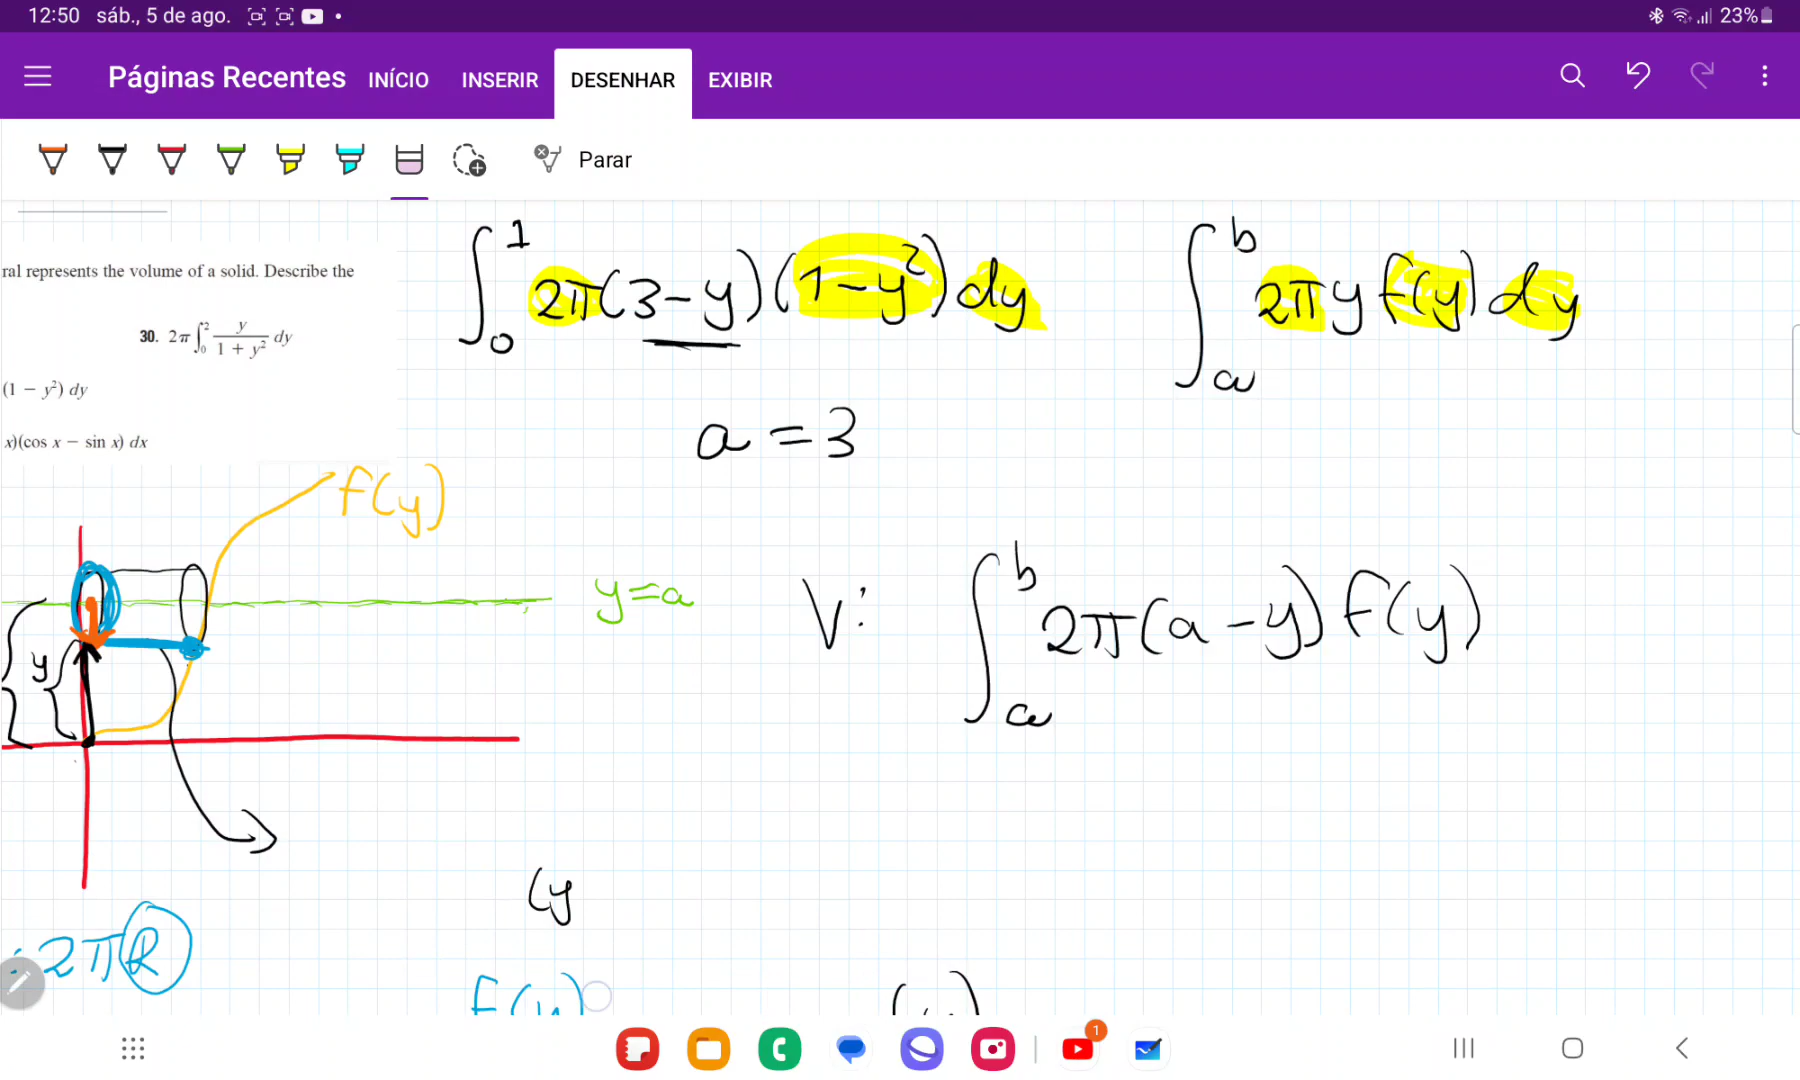 12:50 sáb., 5 de ago. 23%
Páginas Recentes INÍCIO INSERIR DESENHAR EXIBIR
Parar
ral represents the volume of a solid. Describe the
30. 2π ∫₀² y/(1 + y²) dy
(1 − y²) dy
x)(cos x − sin x) dx
∫₀¹ 2π(3−y)(1−y²)dy
∫ₐᵇ 2πy f(y) dy
a = 3
f(y)
y=a
y
V: ∫ₐᵇ 2π(a−y) f(y)
(y
2πR
f(y)
1